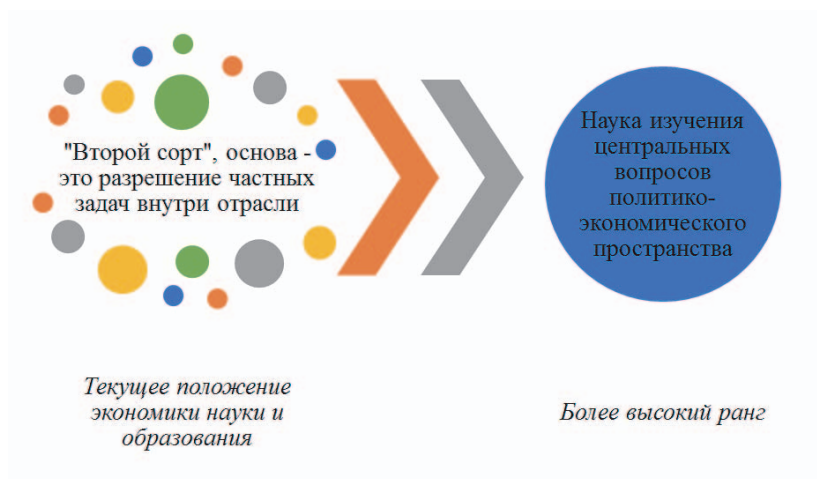 "Второй сорт", основа -
это разрешение частных
задач внутри отрасли
Наука изучения
центральных
вопросов
политико-
экономического
пространства
Текущее положение
экономики науки и
образования
Более высокий ранг